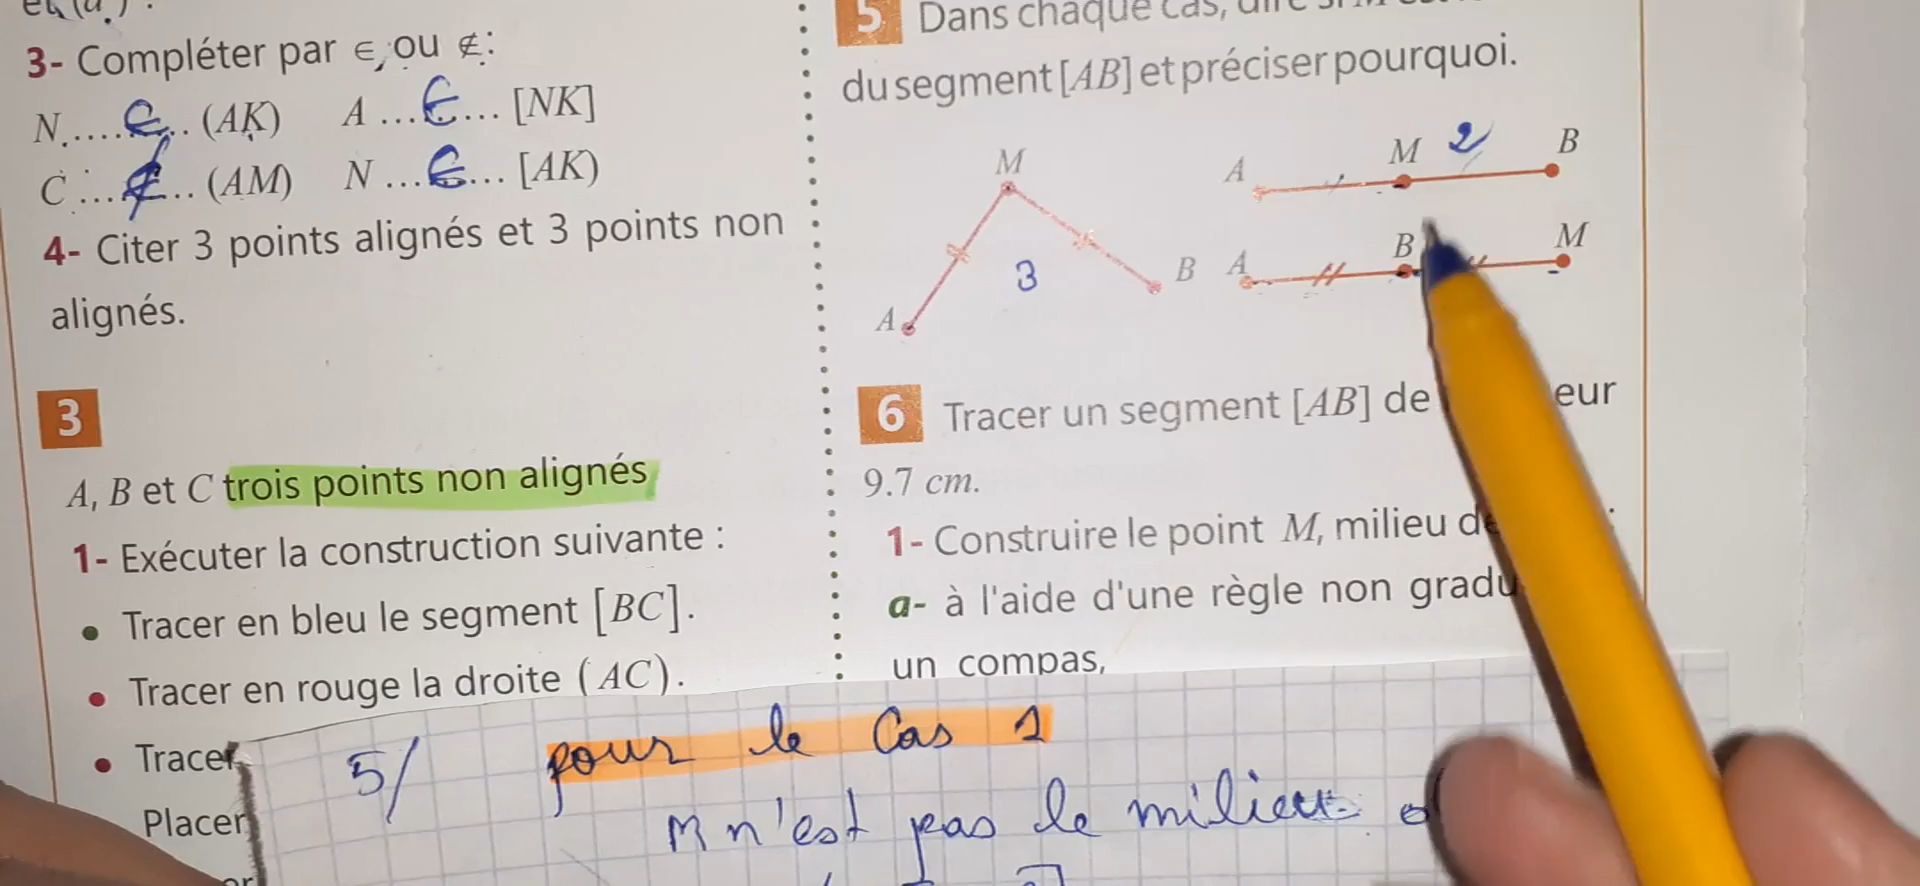 3- Compléter par ∈, ou ∉:
N ..... ∈ .. (AK) A ... ∈ ... [NK]
C ... ∉ .. (AM) N ... ∈ ... [AK)
4- Citer 3 points alignés et 3 points non
alignés.
3
A, B et C trois points non alignés
1- Exécuter la construction suivante :
• Tracer en bleu le segment [BC].
• Tracer en rouge la droite (AC).
• Tracer
Placer
5 Dans chaque cas, dire si M
du segment [AB] et préciser pourquoi.
M
A
B
3
A M 2 B
A B M
6 Tracer un segment [AB] de
9.7 cm.
1- Construire le point M, milieu
a- à l'aide d'une règle non
un compas,
5/ pour le Cas 1
M n'est pas le milieu